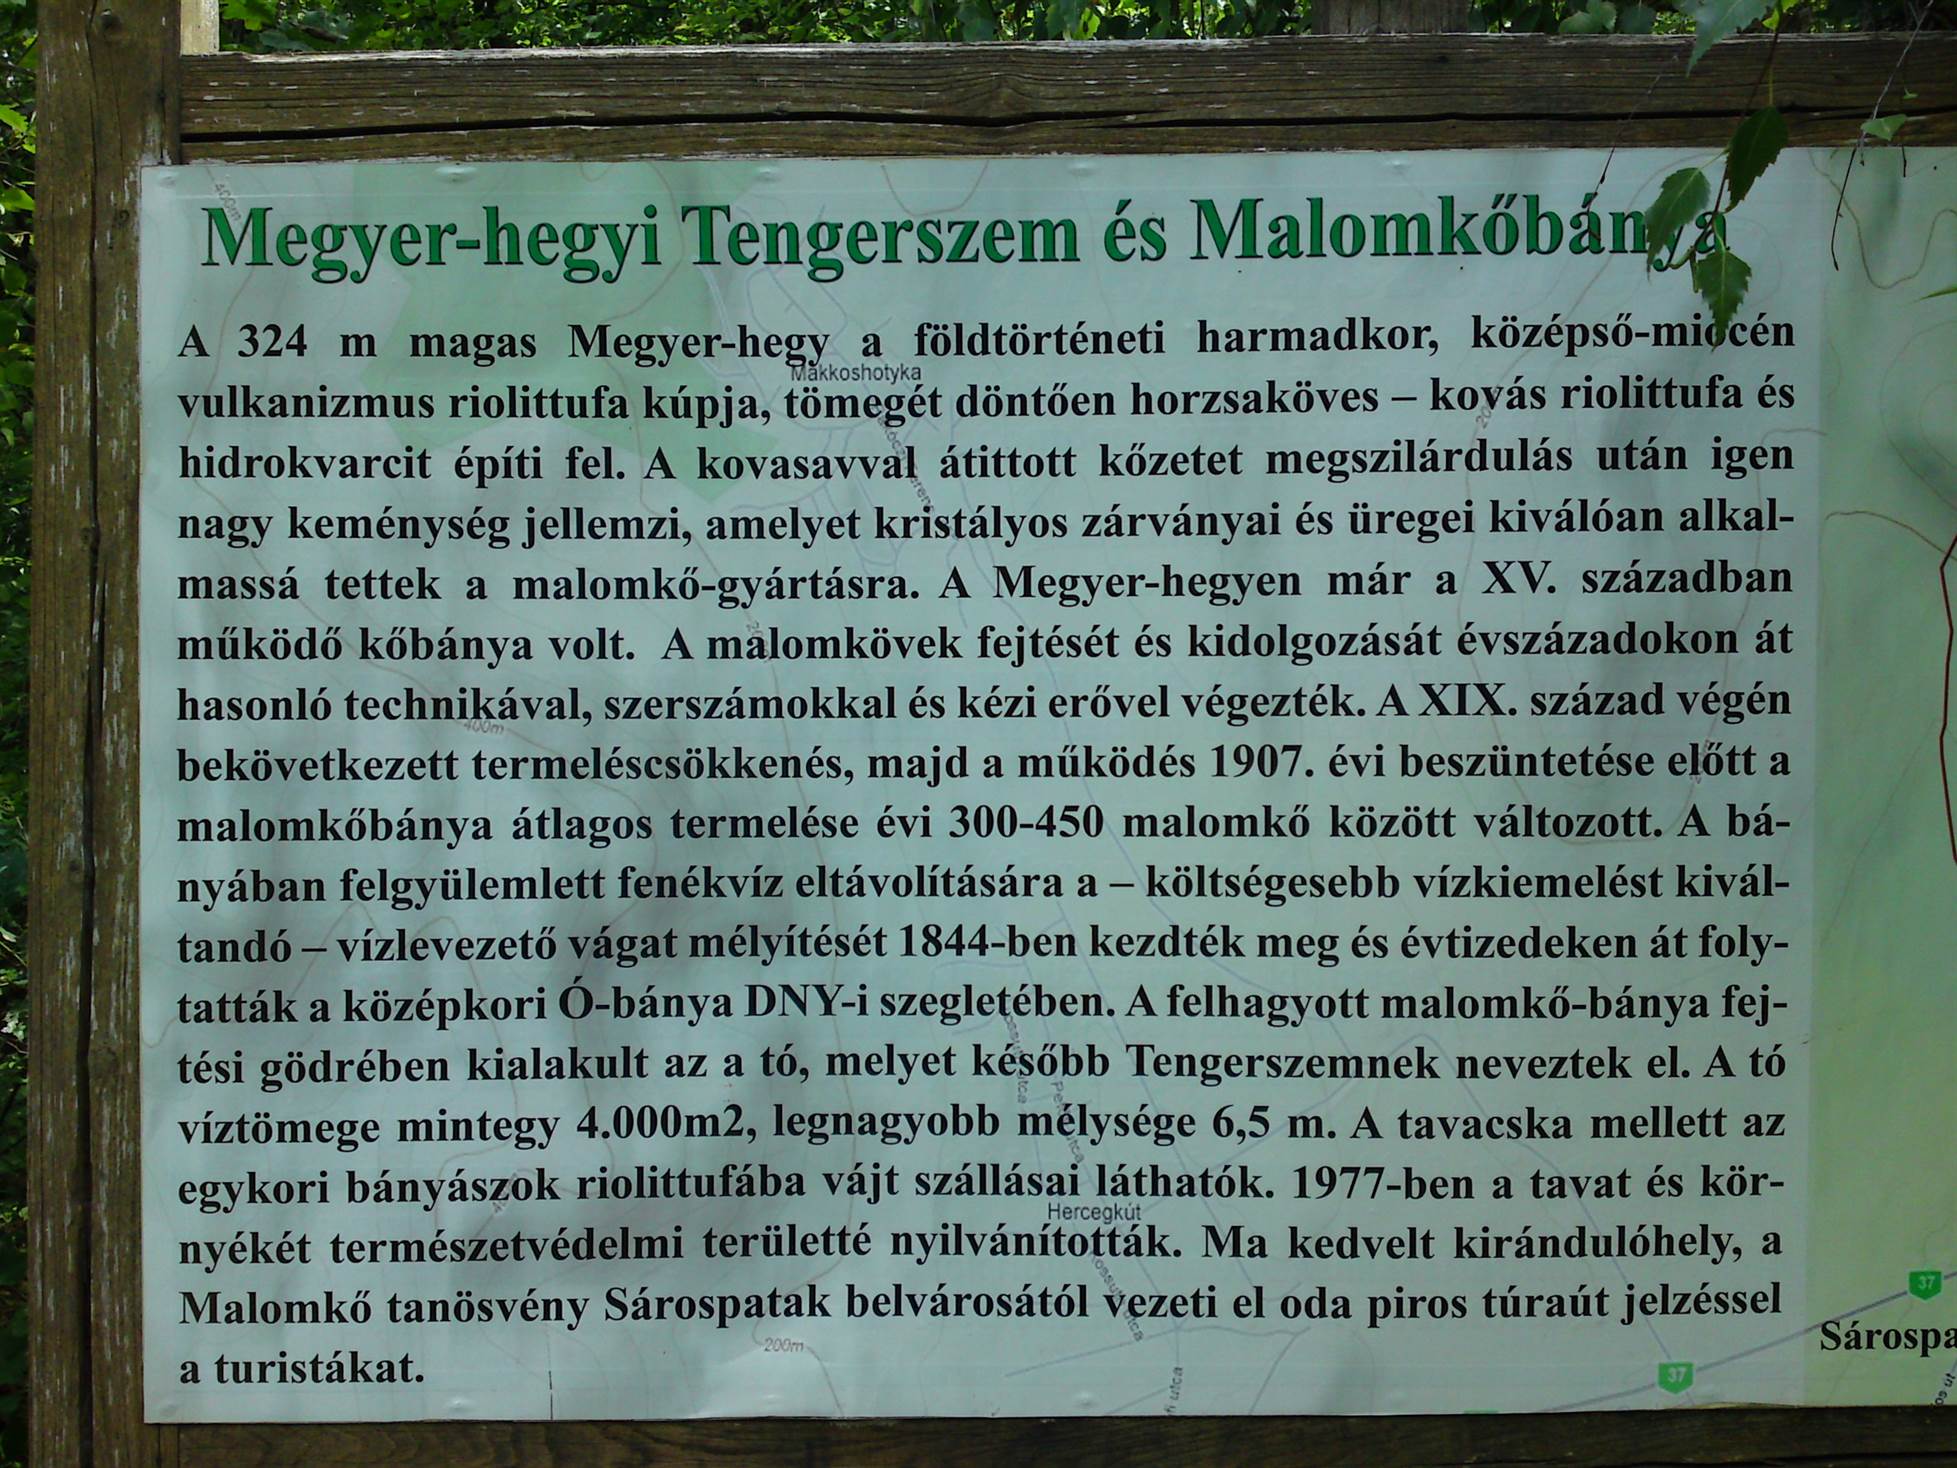 Megyer-hegyi Tengerszem és Malomkőbánya
A 324 m magas Megyer-hegy a földtörténeti harmadkor, középső-miocén
vulkanizmus riolittufa kúpja, tömegét döntően horzsaköves – kovás riolittufa és
hidrokvarcit építi fel. A kovasavval átittott kőzetet megszilárdulás után igen
nagy keménység jellemzi, amelyet kristályos zárványai és üregei kiválóan alkal-
massá tettek a malomkő-gyártásra. A Megyer-hegyen már a XV. században
működő kőbánya volt. A malomkövek fejtését és kidolgozását évszázadokon át
hasonló technikával, szerszámokkal és kézi erővel végezték. A XIX. század végén
bekövetkezett termeléscsökkenés, majd a működés 1907. évi beszüntetése előtt a
malomkőbánya átlagos termelése évi 300-450 malomkő között változott. A bá-
nyában felgyülemlett fenékvíz eltávolítására a – költségesebb vízkiemelést kivál-
tandó – vízlevezető vágat mélyítését 1844-ben kezdték meg és évtizedeken át foly-
tatták a középkori Ó-bánya DNY-i szegletében. A felhagyott malomkő-bánya fej-
tési gödrében kialakult az a tó, melyet később Tengerszemnek neveztek el. A tó
víztömege mintegy 4.000m2, legnagyobb mélysége 6,5 m. A tavacska mellett az
egykori bányászok riolittufába vájt szállásai láthatók. 1977-ben a tavat és kör-
nyékét természetvédelmi területté nyilvánították. Ma kedvelt kirándulóhely, a
Malomkő tanösvény Sárospatak belvárosától vezeti el oda piros túraút jelzéssel
a turistákat.
Makkoshotyka
Hercegkút
400m
400m
200m
37
37